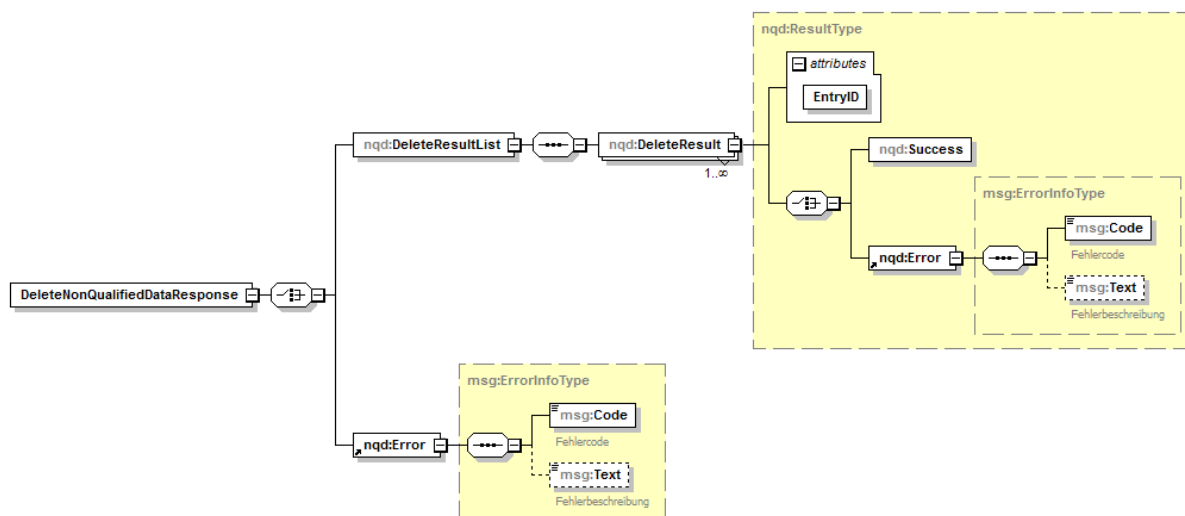 nqd:ResultType
attributes
EntryID
nqd:DeleteResultList
nqd:DeleteResult
1..∞
nqd:Success
msg:ErrorInfoType
msg:Code
Fehlercode
nqd:Error
msg:Text
Fehlerbeschreibung
DeleteNonQualifiedDataResponse
msg:ErrorInfoType
msg:Code
Fehlercode
nqd:Error
msg:Text
Fehlerbeschreibung